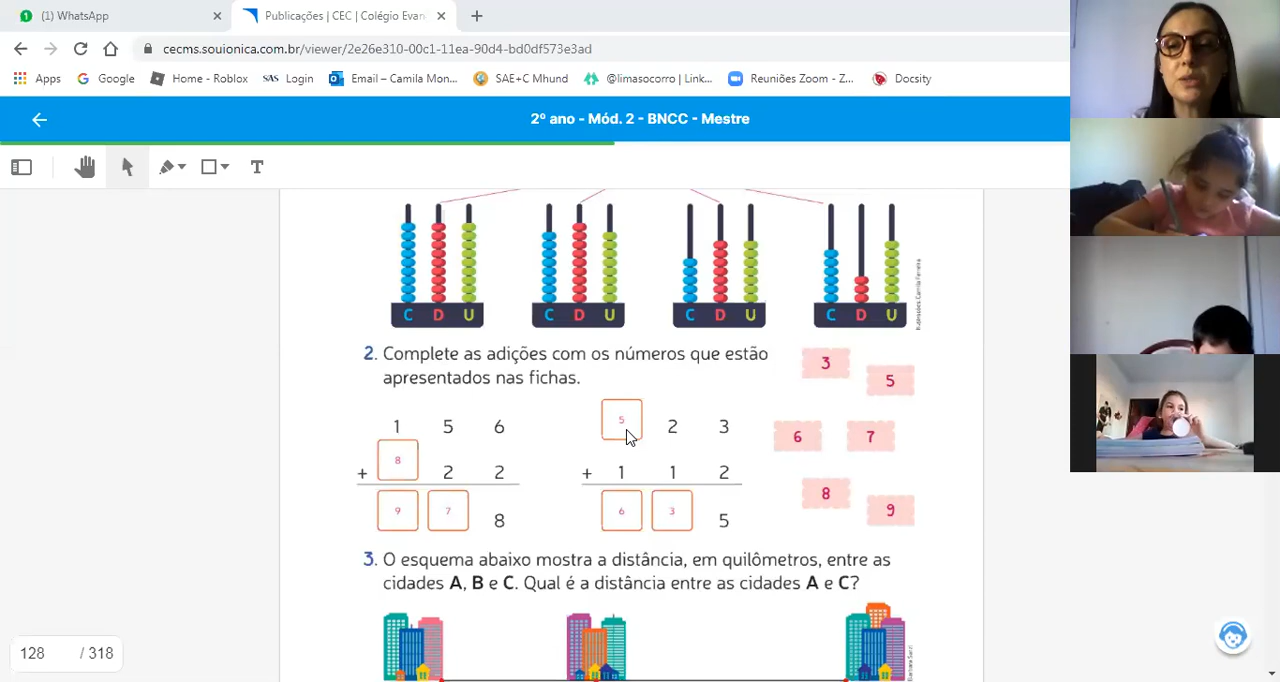 (1) WhatsApp
Publicações | CEC | Colégio Evan
cecms.souionica.com.br/viewer/2e26e310-00c1-11ea-90d4-bd0df573e3ad
Apps Google Home - Roblox SAS Login Email – Camila Mon... SAE+C Mhund @limasocorro | Link... Reuniões Zoom - Z... Docsity
2º ano - Mód. 2 - BNCC - Mestre
T
C D U C D U C D U C D U
2. Complete as adições com os números que estão
apresentados nas fichas.
3
5
6 7
8
9
1 5 6
+ 8 2 2
9 7 8
5 2 3
+ 1 1 2
6 3 5
3. O esquema abaixo mostra a distância, em quilômetros, entre as
cidades A, B e C. Qual é a distância entre as cidades A e C?
128 / 318